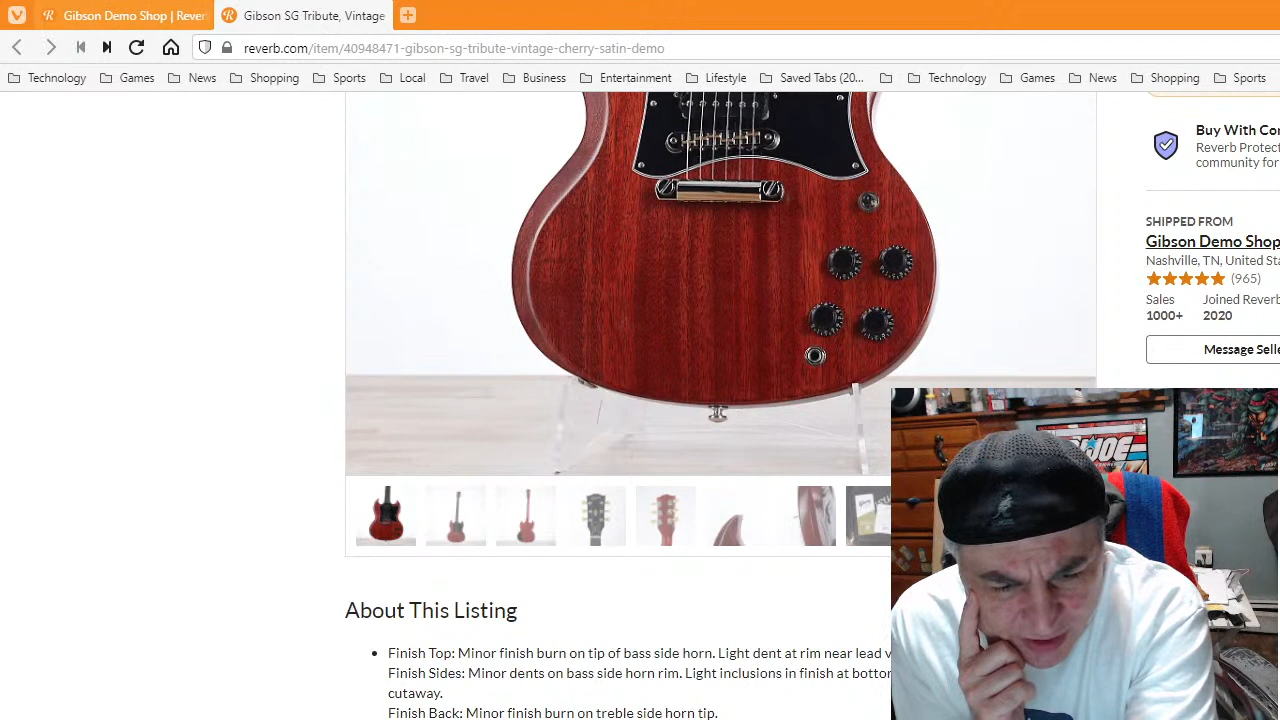 Gibson Demo Shop | Rever
Gibson SG Tribute, Vintage
reverb.com/item/40948471-gibson-sg-tribute-vintage-cherry-satin-demo
Technology Games News Shopping Sports Local Travel Business Entertainment Lifestyle Saved Tabs (20... Technology Games News Shopping Sports
Buy With Con
Reverb Protect
community for
SHIPPED FROM
Gibson Demo Shop
Nashville, TN, United Sta
(965)
Sales Joined Reverb
1000+ 2020
Message Selle
About This Listing
Finish Top: Minor finish burn on tip of bass side horn. Light dent at rim near lead v
Finish Sides: Minor dents on bass side horn rim. Light inclusions in finish at bottom
cutaway.
Finish Back: Minor finish burn on treble side horn tip.
GI JOE